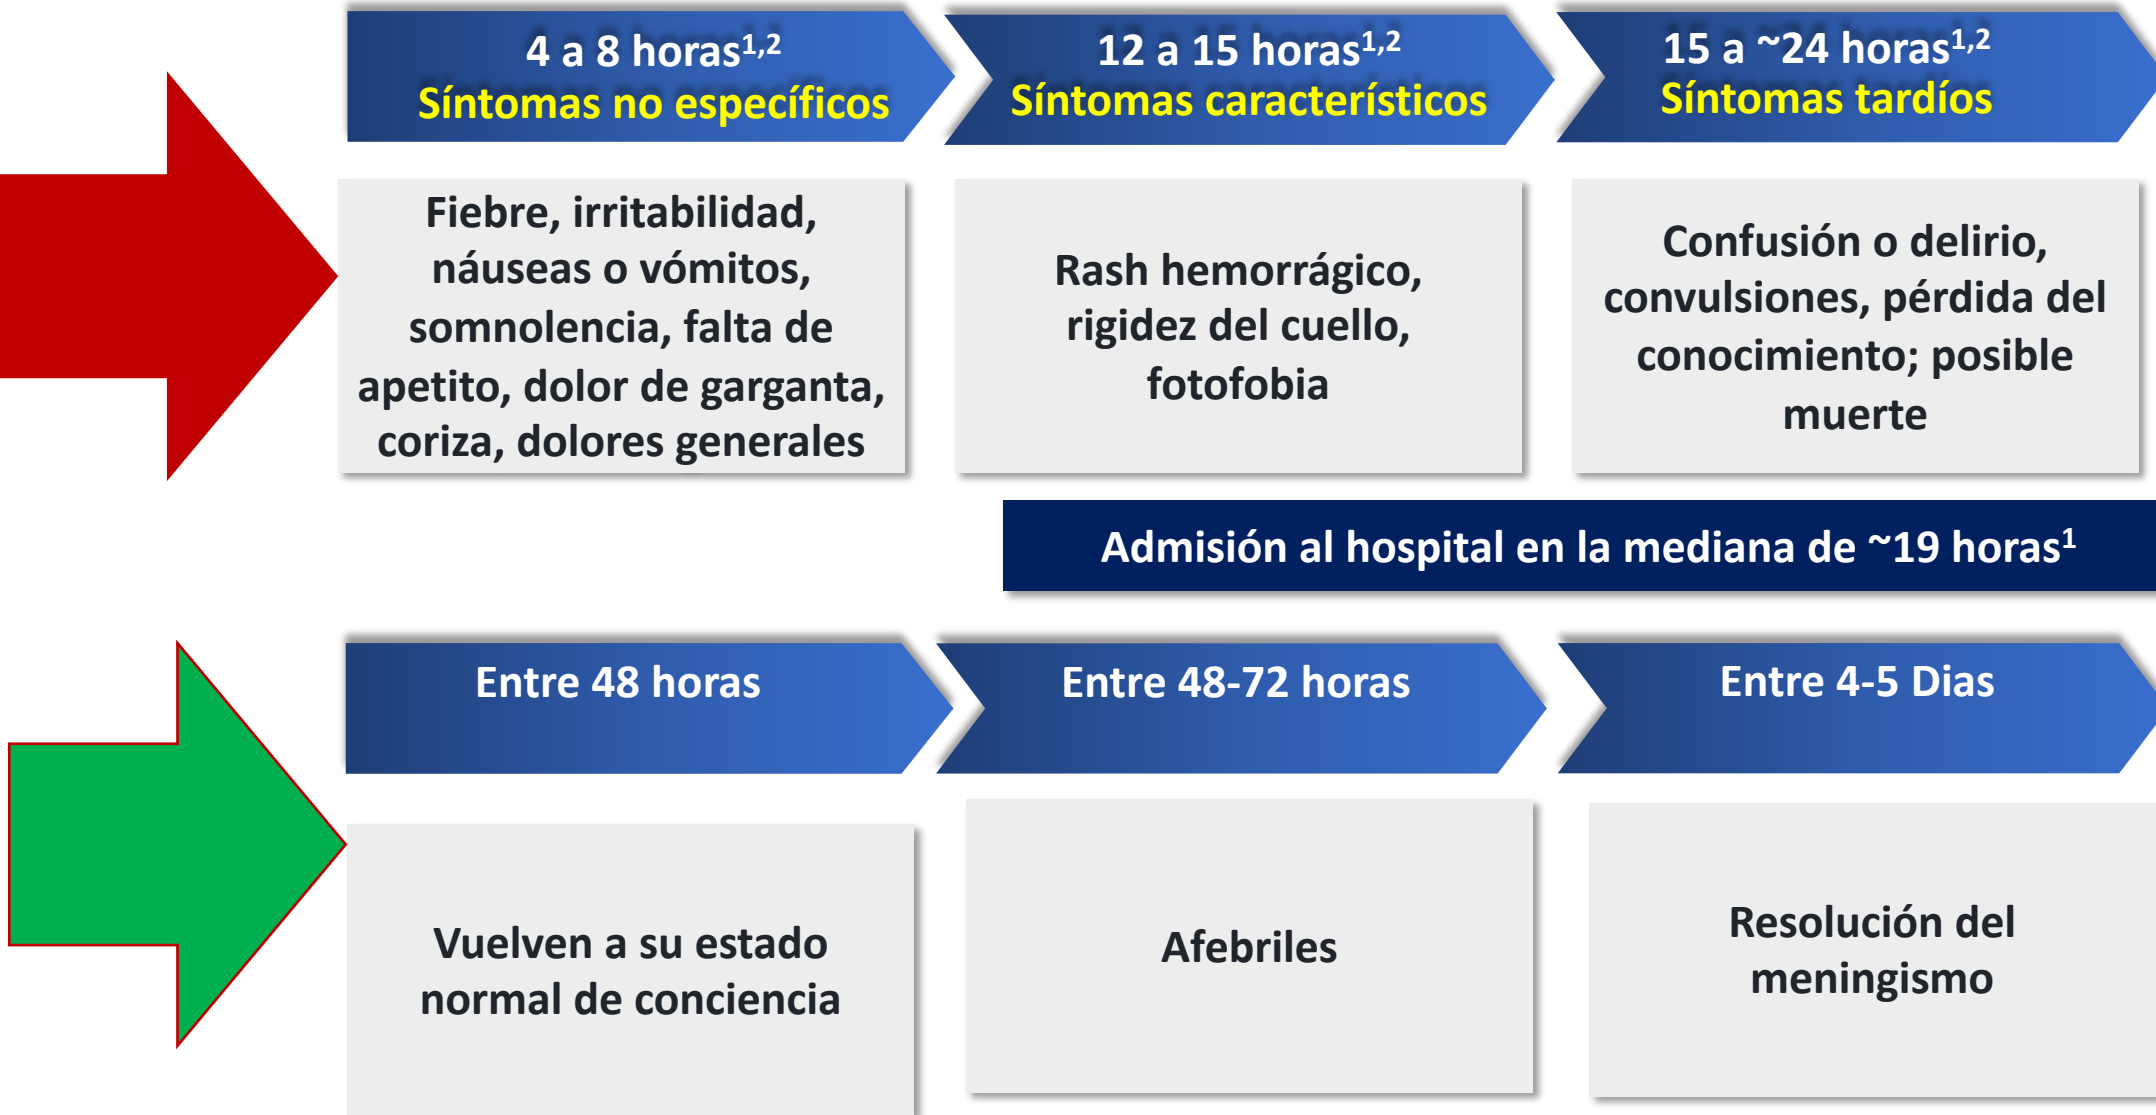 4 a 8 horas1,2
Síntomas no específicos
12 a 15 horas1,2
Síntomas característicos
15 a ~24 horas1,2
Síntomas tardíos
Fiebre, irritabilidad,
náuseas o vómitos,
somnolencia, falta de
apetito, dolor de garganta,
coriza, dolores generales
Rash hemorrágico,
rigidez del cuello,
fotofobia
Confusión o delirio,
convulsiones, pérdida del
conocimiento; posible
muerte
Admisión al hospital en la mediana de ~19 horas1
Entre 48 horas
Entre 48-72 horas
Entre 4-5 Dias
Vuelven a su estado
normal de conciencia
Afebriles
Resolución del
meningismo